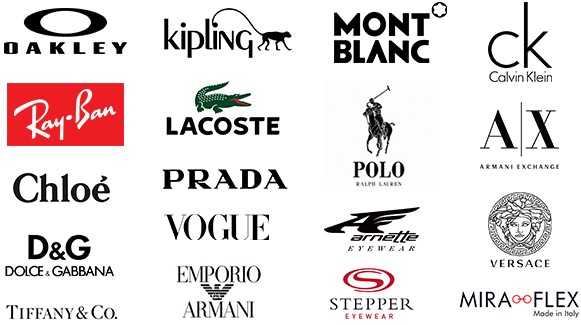 OAKLEY
kipling
MONT
BLANC
ck
Calvin Klein
Ray-Ban
LACOSTE
POLO
RALPH LAUREN
A|X
ARMANI EXCHANGE
Chloé
PRADA
D&G
DOLCE & GABBANA
VOGUE
arnette
EYEWEAR
VERSACE
TIFFANY & CO.
EMPORIO
ARMANI
STEPPER
EYEWEAR
MIRA FLEX
Made in Italy